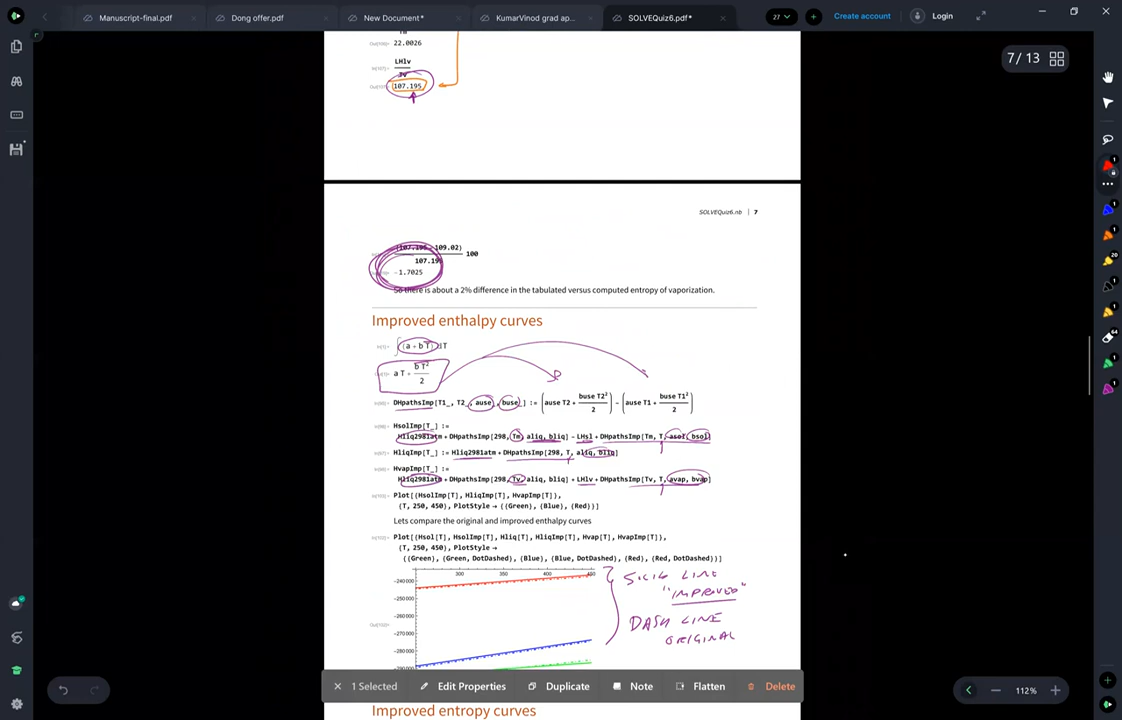 Manuscript-final.pdf
Dong offer.pdf
New Document*
KumarVinod grad ap...
SOLVEQuiz6.pdf*
27
Create account
Login
7 / 13
22.0026
LHlv
107.195
SOLVEQuiz6.nb | 7
109.02)
100
-1.7025
So there is about a 2% difference in the tabulated versus computed entropy of vaporization.
Improved enthalpy curves
∫(a + b T) dT
a T + b T² / 2
DHpathsImp[T1_, T2_, ause_, buse_] := (ause T2 + buse T2² / 2) - (ause T1 + buse T1² / 2)
HsolImp[T_] :=
Hliq2981atm + DHpathsImp[298, Tm, aliq, bliq] - LHsl + DHpathsImp[Tm, T, asol, bsol]
HliqImp[T_] := Hliq2981atm + DHpathsImp[298, T, aliq, bliq]
HvapImp[T_] :=
Hliq2981atm + DHpathsImp[298, Tv, aliq, bliq] + LHlv + DHpathsImp[Tv, T, avap, bvap]
Plot[{HsolImp[T], HliqImp[T], HvapImp[T]},
{T, 250, 450}, PlotStyle → {{Green}, {Blue}, {Red}}]
Lets compare the original and improved enthalpy curves
Plot[{Hsol[T], HsolImp[T], Hliq[T], HliqImp[T], Hvap[T], HvapImp[T]},
{T, 250, 450}, PlotStyle →
{{Green}, {Green, DotDashed}, {Blue}, {Blue, DotDashed}, {Red}, {Red, DotDashed}}]
300 350 400 450
-240000
-250000
-260000
-270000
-280000
-290000
LINE
"IMPROVED"
DASH LINE
ORIGINAL
1 Selected
Edit Properties
Duplicate
Note
Flatten
Delete
Improved entropy curves
112%